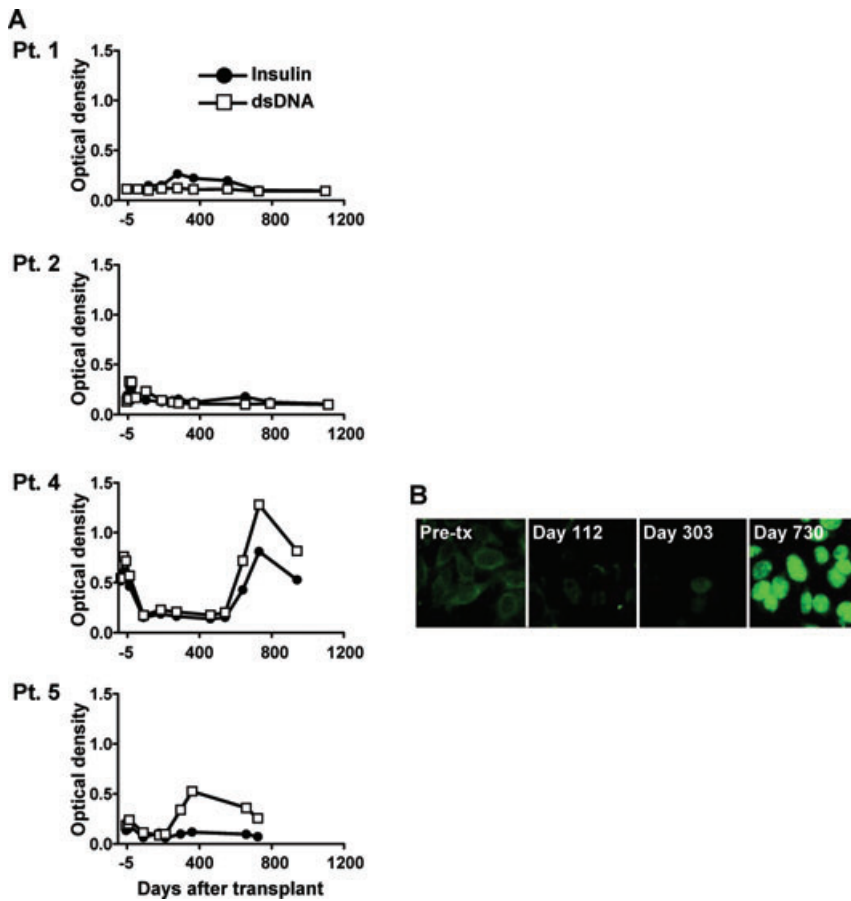 A
Pt. 1
Optical density
1.5
1.0
0.5
0.0
Insulin
dsDNA
-5 400 800 1200
Pt. 2
Optical density
1.5
1.0
0.5
0.0
-5 400 800 1200
Pt. 4
Optical density
1.5
1.0
0.5
0.0
-5 400 800 1200
B
Pre-tx Day 112 Day 303 Day 730
Pt. 5
Optical density
1.5
1.0
0.5
0.0
-5 400 800 1200
Days after transplant